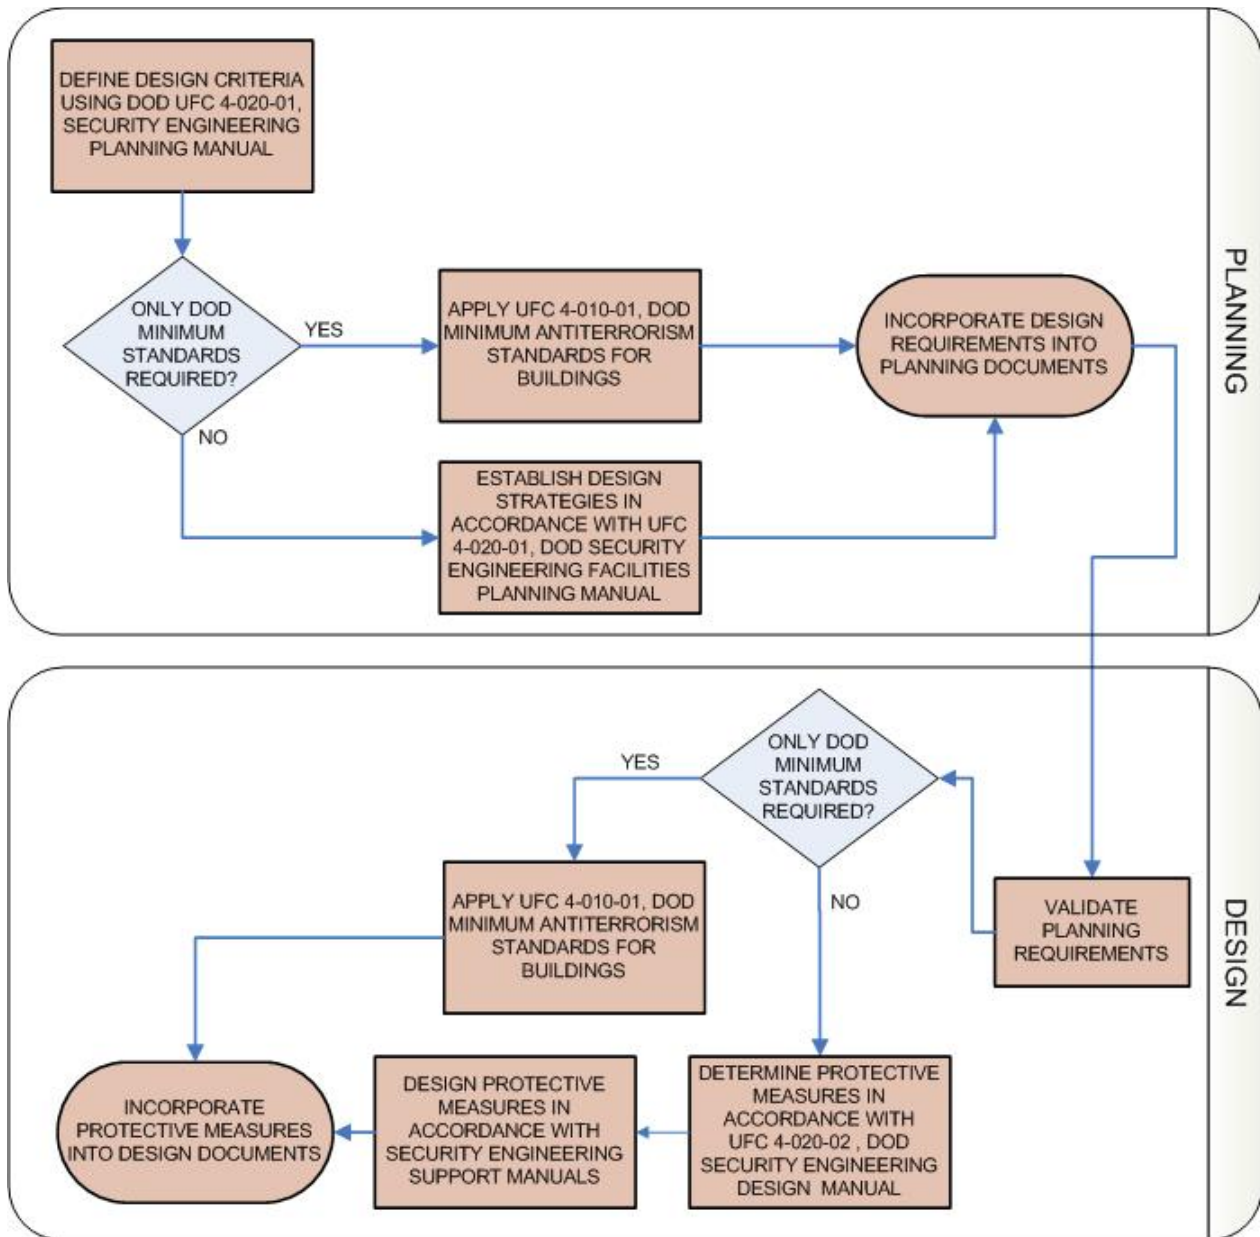 DEFINE DESIGN CRITERIA
USING DOD UFC 4-020-01,
SECURITY ENGINEERING
PLANNING MANUAL
ONLY DOD
MINIMUM
STANDARDS
REQUIRED?
YES
NO
APPLY UFC 4-010-01, DOD
MINIMUM ANTITERRORISM
STANDARDS FOR
BUILDINGS
ESTABLISH DESIGN
STRATEGIES IN
ACCORDANCE WITH UFC
4-020-01, DOD SECURITY
ENGINEERING FACILITIES
PLANNING MANUAL
INCORPORATE DESIGN
REQUIREMENTS INTO
PLANNING DOCUMENTS
PLANNING
VALIDATE
PLANNING
REQUIREMENTS
ONLY DOD
MINIMUM
STANDARDS
REQUIRED?
YES
NO
APPLY UFC 4-010-01, DOD
MINIMUM ANTITERRORISM
STANDARDS FOR
BUILDINGS
DETERMINE PROTECTIVE
MEASURES IN
ACCORDANCE WITH
UFC 4-020-02 , DOD
SECURITY ENGINEERING
DESIGN MANUAL
DESIGN PROTECTIVE
MEASURES IN
ACCORDANCE WITH
SECURITY ENGINEERING
SUPPORT MANUALS
INCORPORATE
PROTECTIVE MEASURES
INTO DESIGN DOCUMENTS
DESIGN